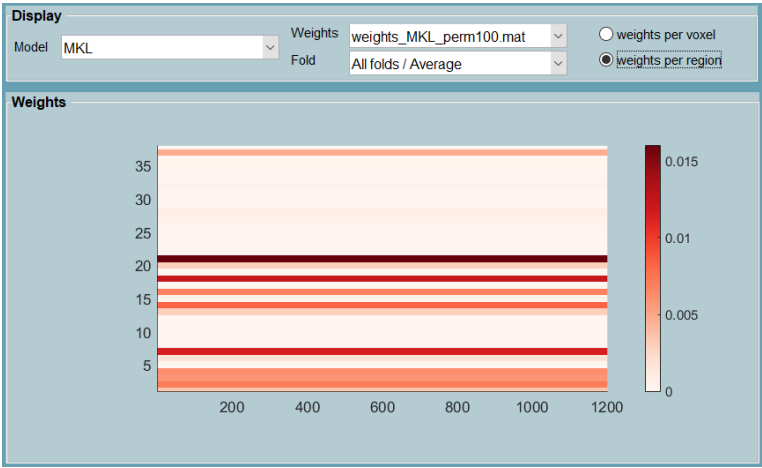 Display
Model MKL Weights weights_MKL_perm100.mat weights per voxel
Fold All folds / Average weights per region
Weights
35
30
25
20
15
10
5
200 400 600 800 1000 1200
0.015
0.01
0.005
0